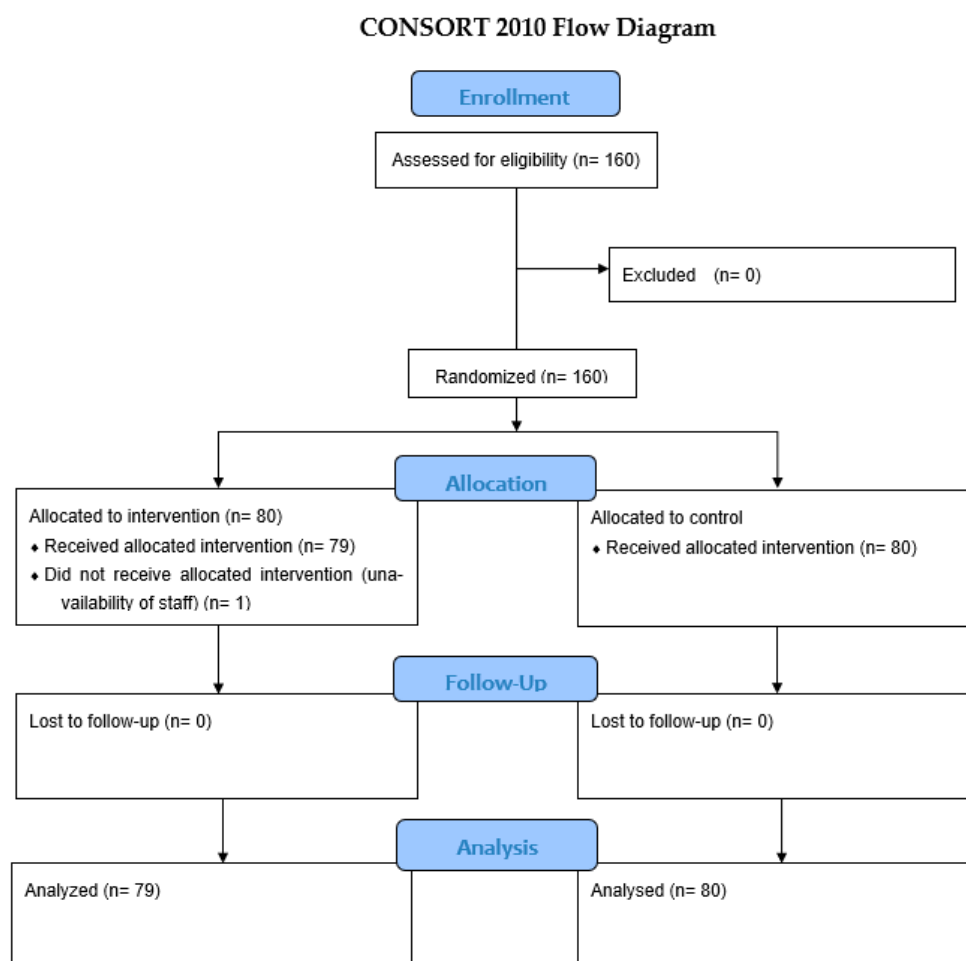 CONSORT 2010 Flow Diagram
Enrollment
Assessed for eligibility (n= 160)
Excluded (n= 0)
Randomized (n= 160)
Allocation
Allocated to intervention (n= 80)
♦ Received allocated intervention (n= 79)
♦ Did not receive allocated intervention (una-
vailability of staff) (n= 1)
Allocated to control
♦ Received allocated intervention (n= 80)
Follow-Up
Lost to follow-up (n= 0)
Lost to follow-up (n= 0)
Analysis
Analyzed (n= 79)
Analysed (n= 80)